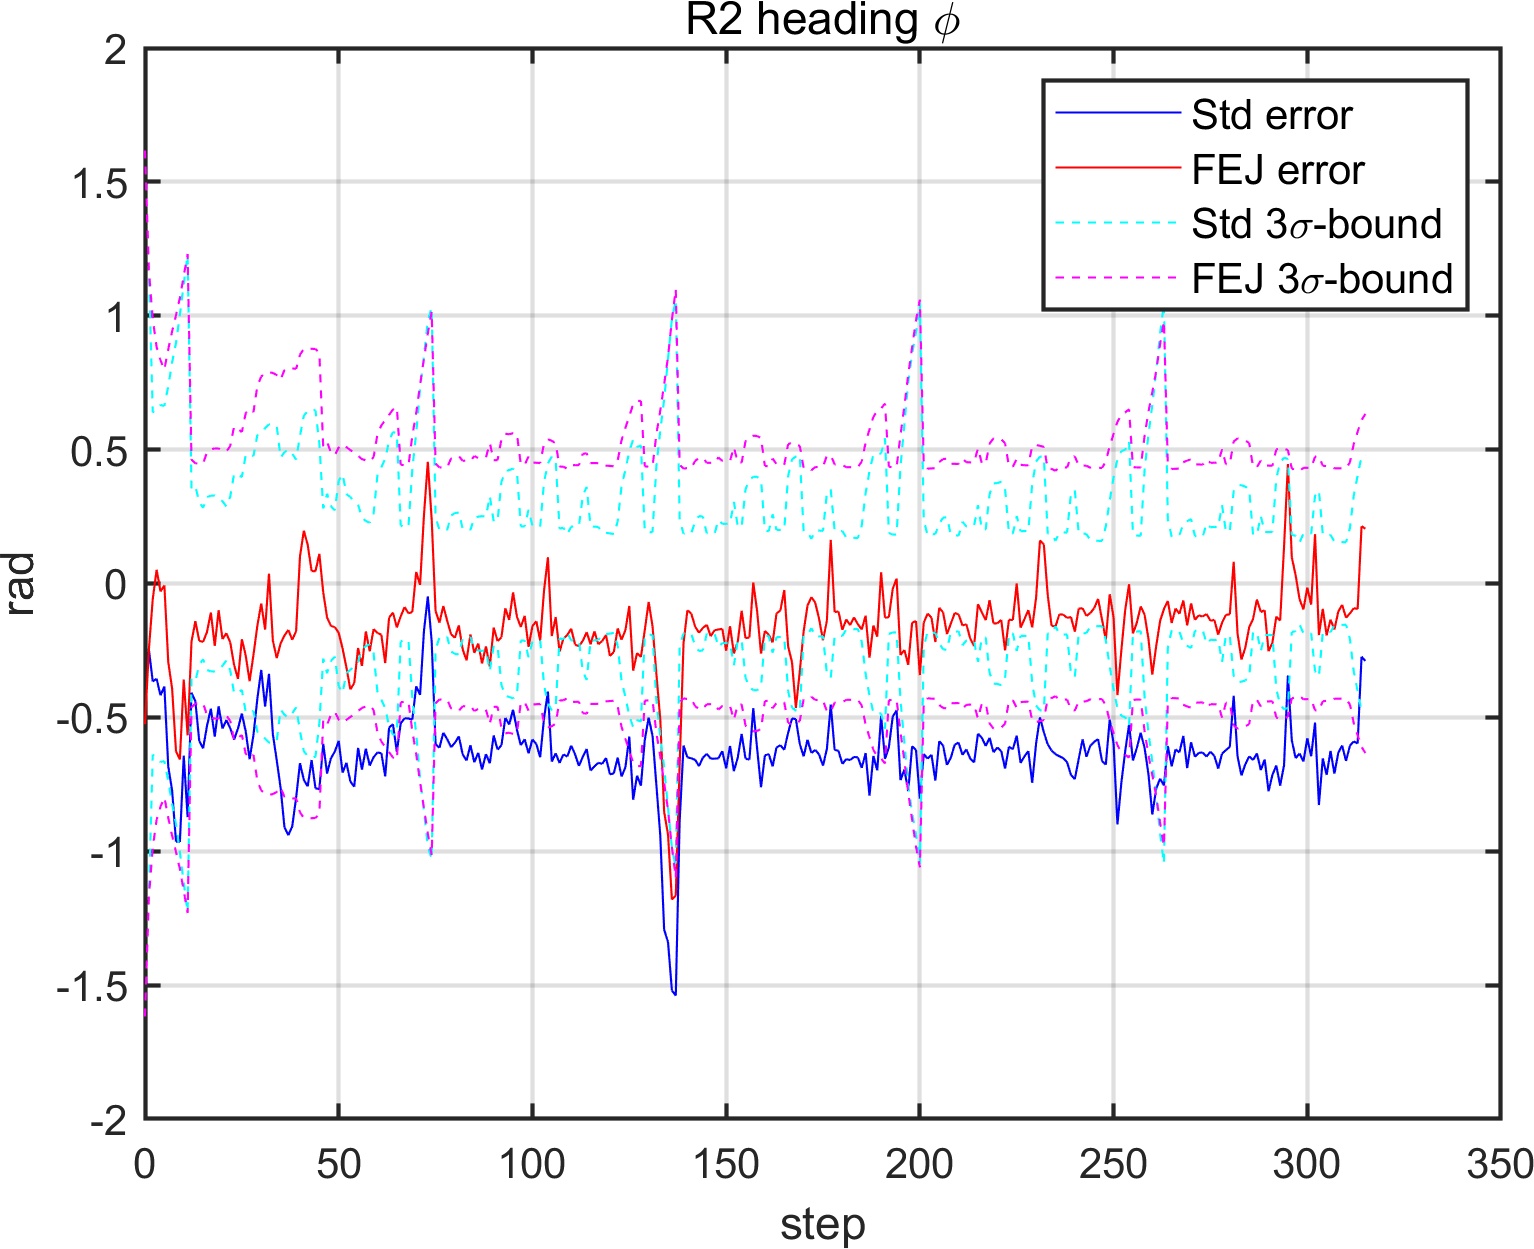 R2 heading ϕ
2
1.5
1
0.5
0
-0.5
-1
-1.5
-2
rad
Std error
FEJ error
Std 3σ-bound
FEJ 3σ-bound
0 50 100 150 200 250 300 350
step